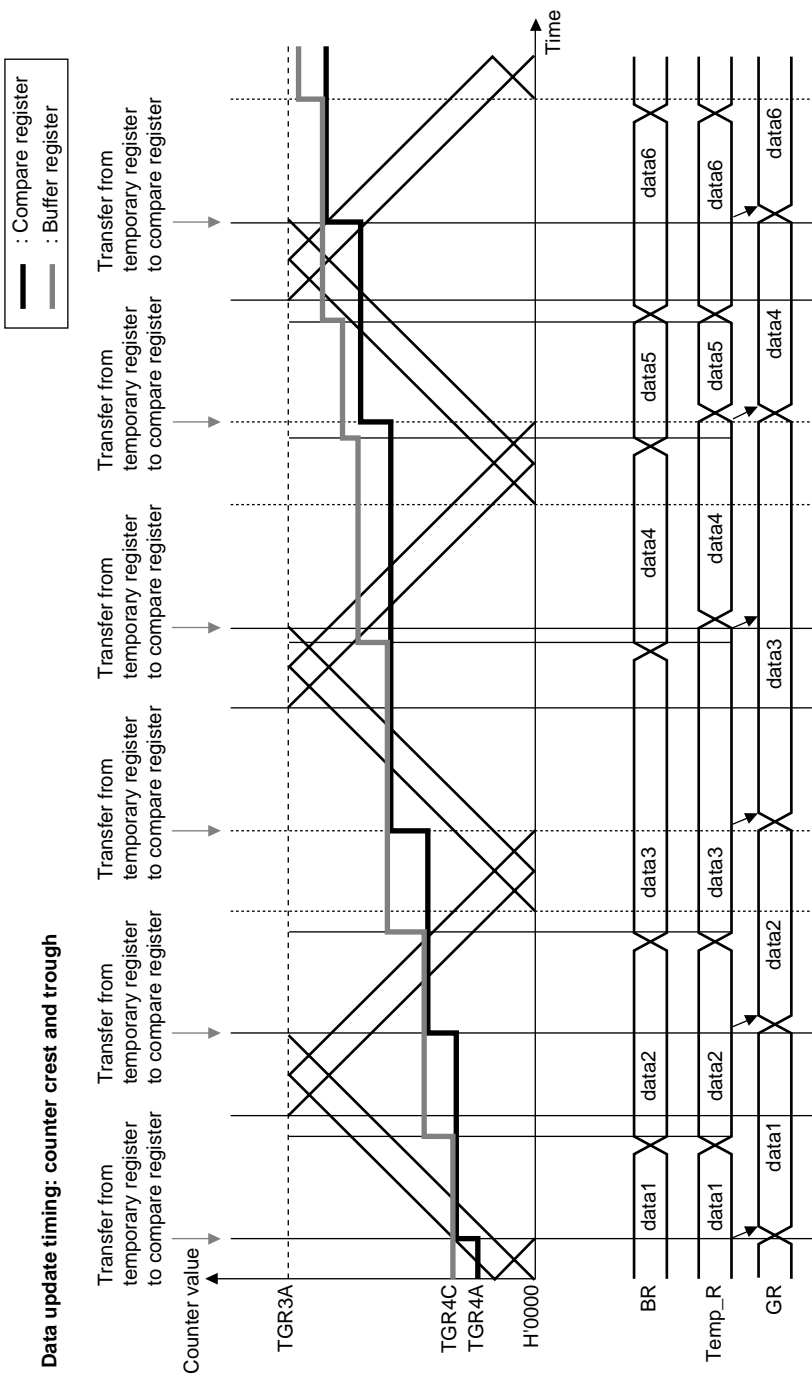 Data update timing: counter crest and trough
: Compare register
: Buffer register
Transfer from
temporary register
to compare register
Transfer from
temporary register
to compare register
Transfer from
temporary register
to compare register
Transfer from
temporary register
to compare register
Transfer from
temporary register
to compare register
Transfer from
temporary register
to compare register
Counter value
TGR3A
TGR4C
TGR4A
H'0000
Time
BR
data1
data2
data3
data4
data5
data6
Temp_R
data1
data2
data3
data4
data5
data6
GR
data1
data2
data3
data4
data6